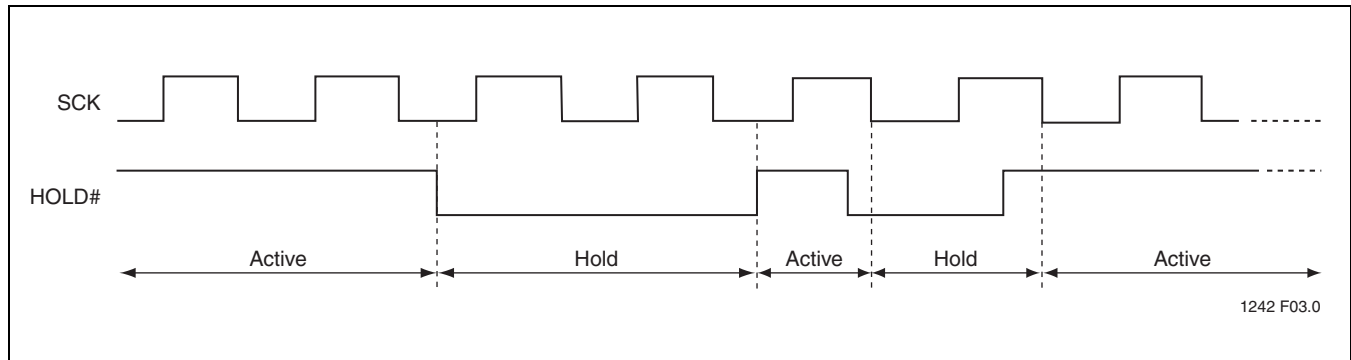 SCK
HOLD#
Active Hold Active Hold Active
1242 F03.0